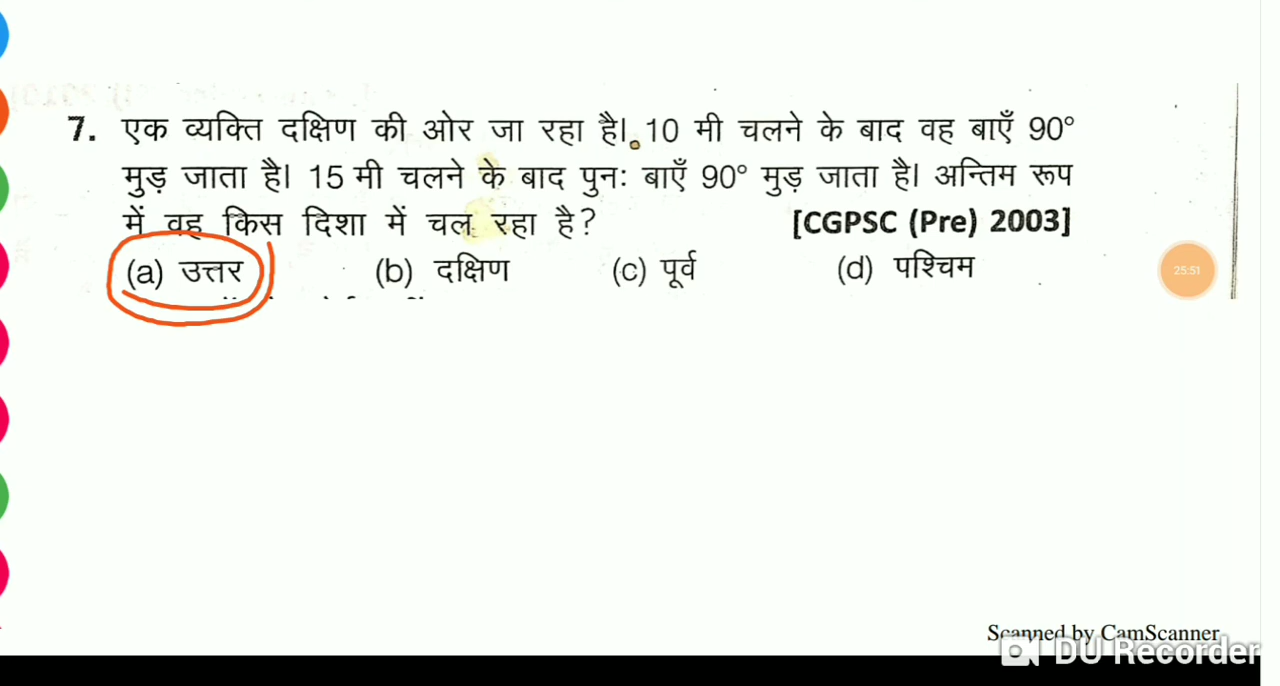 7. एक व्यक्ति दक्षिण की ओर जा रहा है। 10 मी चलने के बाद वह बाएँ 90°
मुड़ जाता है। 15 मी चलने के बाद पुनः बाएँ 90° मुड़ जाता है। अन्तिम रूप
में वह किस दिशा में चल रहा है? [CGPSC (Pre) 2003]
(a) उत्तर (b) दक्षिण (c) पूर्व (d) पश्चिम
25:51
Scanned by CamScanner
DU Recorder